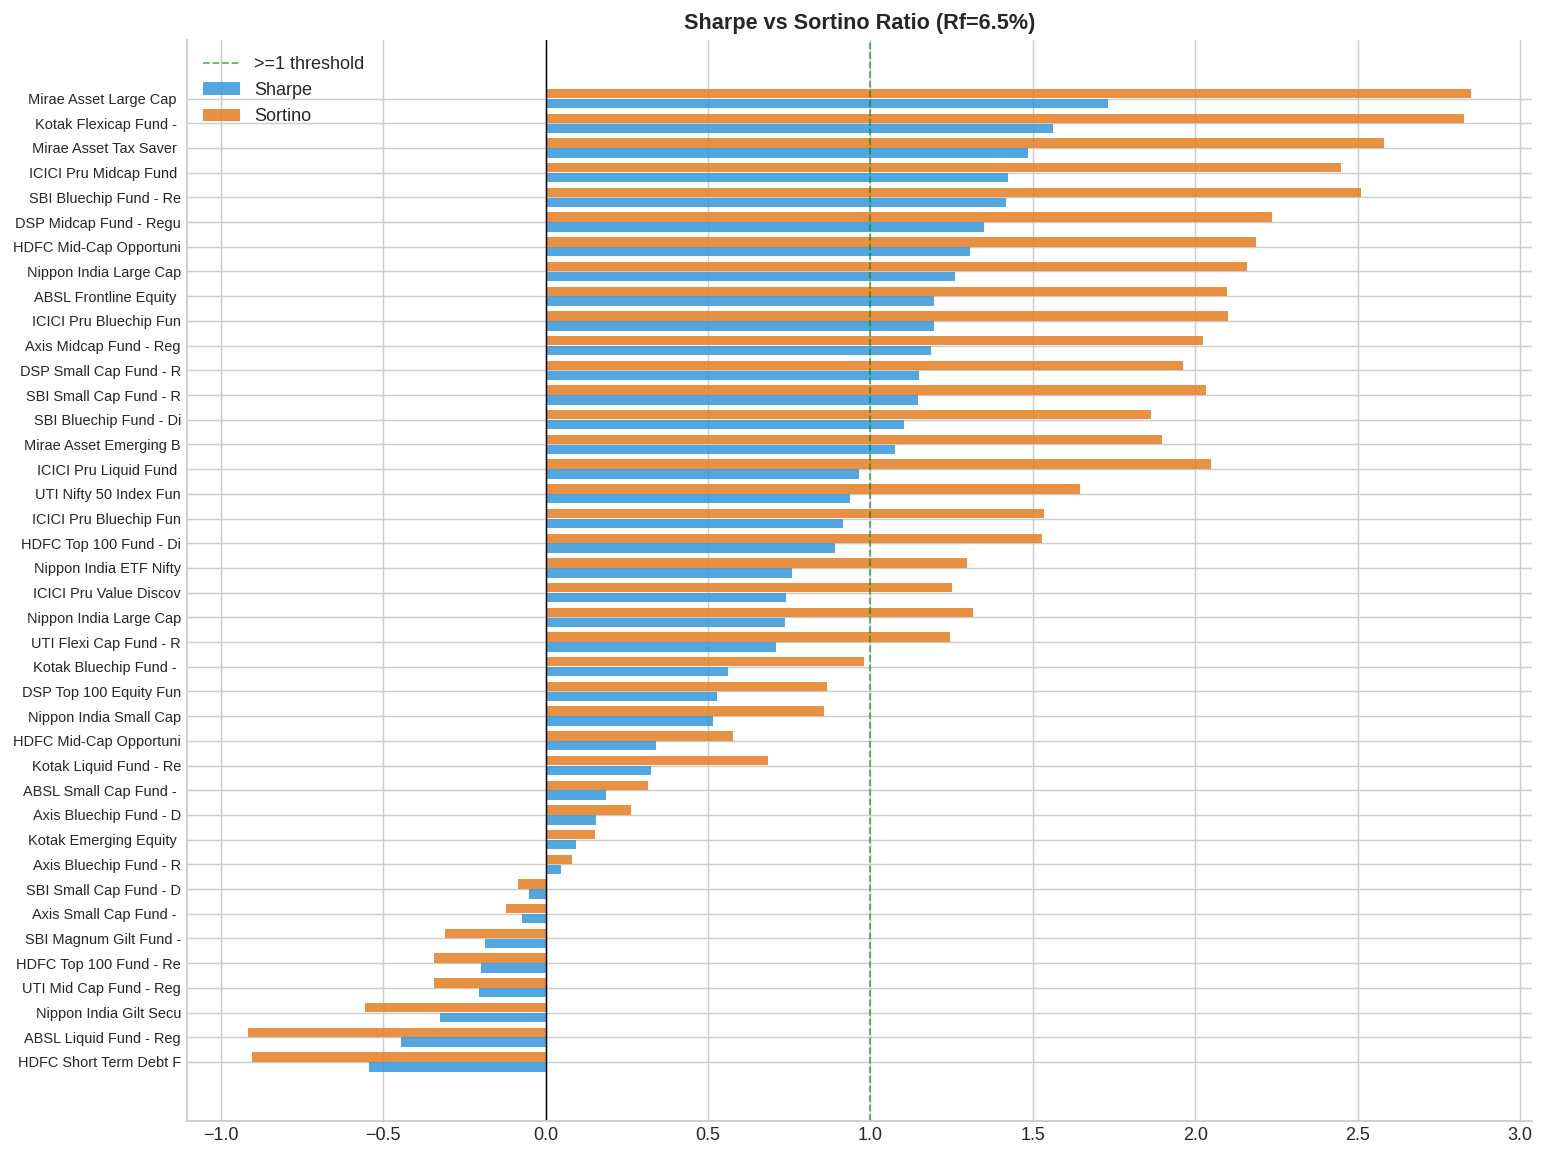 Sharpe vs Sortino Ratio (Rf=6.5%)
>=1 threshold
Sharpe
Sortino
Mirae Asset Large Cap
Kotak Flexicap Fund -
Mirae Asset Tax Saver
ICICI Pru Midcap Fund
SBI Bluechip Fund - Re
DSP Midcap Fund - Regu
HDFC Mid-Cap Opportuni
Nippon India Large Cap
ABSL Frontline Equity
ICICI Pru Bluechip Fun
Axis Midcap Fund - Reg
DSP Small Cap Fund - R
SBI Small Cap Fund - R
SBI Bluechip Fund - Di
Mirae Asset Emerging B
ICICI Pru Liquid Fund
UTI Nifty 50 Index Fun
ICICI Pru Bluechip Fun
HDFC Top 100 Fund - Di
Nippon India ETF Nifty
ICICI Pru Value Discov
Nippon India Large Cap
UTI Flexi Cap Fund - R
Kotak Bluechip Fund -
DSP Top 100 Equity Fun
Nippon India Small Cap
HDFC Mid-Cap Opportuni
Kotak Liquid Fund - Re
ABSL Small Cap Fund -
Axis Bluechip Fund - D
Kotak Emerging Equity
Axis Bluechip Fund - R
SBI Small Cap Fund - D
Axis Small Cap Fund -
SBI Magnum Gilt Fund -
HDFC Top 100 Fund - Re
UTI Mid Cap Fund - Reg
Nippon India Gilt Secu
ABSL Liquid Fund - Reg
HDFC Short Term Debt F
−1.0 −0.5 0.0 0.5 1.0 1.5 2.0 2.5 3.0